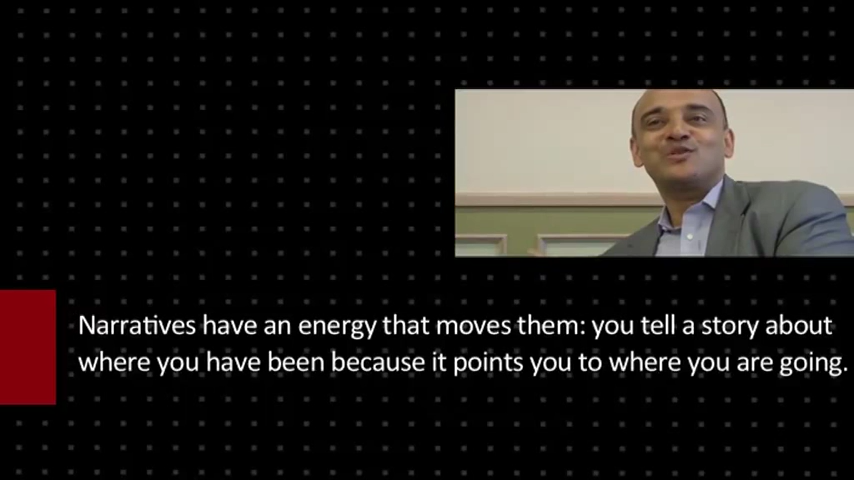 Narratives have an energy that moves them: you tell a story about
where you have been because it points you to where you are going.